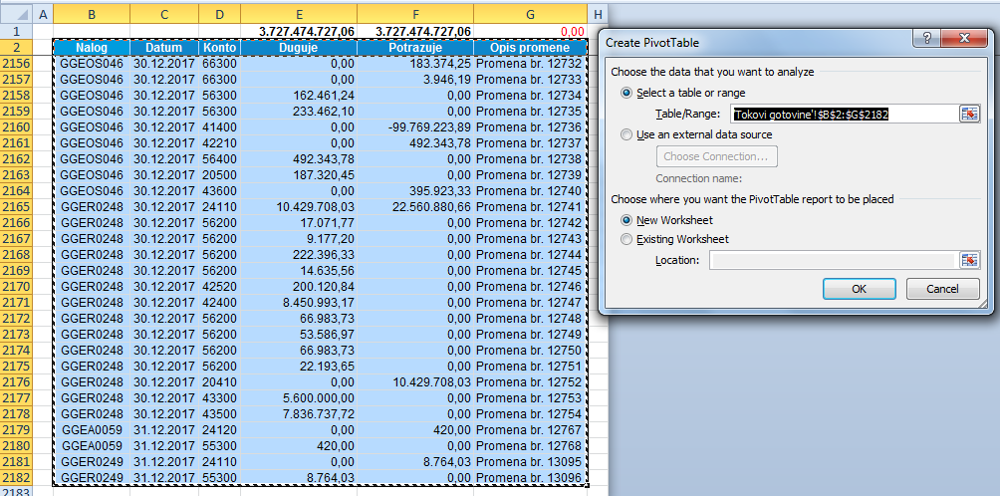 A B C D E F G H
1 3.727.474.727,06 3.727.474.727,06 0,00
2 Nalog Datum Konto Duguje Potrazuje Opis promene
2156 GGEOS046 30.12.2017 66300 0,00 183.374,25 Promena br. 12732
2157 GGEOS046 30.12.2017 66300 0,00 3.946,19 Promena br. 12733
2158 GGEOS046 30.12.2017 56300 162.461,24 0,00 Promena br. 12734
2159 GGEOS046 30.12.2017 56300 233.462,10 0,00 Promena br. 12735
2160 GGEOS046 30.12.2017 41400 0,00 -99.769.223,89 Promena br. 12736
2161 GGEOS046 30.12.2017 42210 0,00 492.343,78 Promena br. 12737
2162 GGEOS046 30.12.2017 56400 492.343,78 0,00 Promena br. 12738
2163 GGEOS046 30.12.2017 20500 187.320,45 0,00 Promena br. 12739
2164 GGEOS046 30.12.2017 43600 0,00 395.923,33 Promena br. 12740
2165 GGER0248 30.12.2017 24110 10.429.708,03 22.560.880,66 Promena br. 12741
2166 GGER0248 30.12.2017 56200 17.071,77 0,00 Promena br. 12742
2167 GGER0248 30.12.2017 56200 9.177,20 0,00 Promena br. 12743
2168 GGER0248 30.12.2017 56200 222.396,33 0,00 Promena br. 12744
2169 GGER0248 30.12.2017 56200 14.635,56 0,00 Promena br. 12745
2170 GGER0248 30.12.2017 42520 200.120,84 0,00 Promena br. 12746
2171 GGER0248 30.12.2017 42400 8.450.993,17 0,00 Promena br. 12747
2172 GGER0248 30.12.2017 56200 66.983,73 0,00 Promena br. 12748
2173 GGER0248 30.12.2017 56200 53.586,97 0,00 Promena br. 12749
2174 GGER0248 30.12.2017 56200 66.983,73 0,00 Promena br. 12750
2175 GGER0248 30.12.2017 56200 22.193,65 0,00 Promena br. 12751
2176 GGER0248 30.12.2017 20410 0,00 10.429.708,03 Promena br. 12752
2177 GGER0248 30.12.2017 43300 5.600.000,00 0,00 Promena br. 12753
2178 GGER0248 30.12.2017 43500 7.836.737,72 0,00 Promena br. 12754
2179 GGEA0059 31.12.2017 24120 0,00 420,00 Promena br. 12767
2180 GGEA0059 31.12.2017 55300 420,00 0,00 Promena br. 12768
2181 GGER0249 31.12.2017 24110 0,00 8.764,03 Promena br. 13095
2182 GGER0249 31.12.2017 55300 8.764,03 0,00 Promena br. 13096
2183
Create PivotTable
Choose the data that you want to analyze
Select a table or range
Table/Range: 'Tokovi gotovine'!$B$2:$G$2182
Use an external data source
Choose Connection...
Connection name:
Choose where you want the PivotTable report to be placed
New Worksheet
Existing Worksheet
Location:
OK Cancel